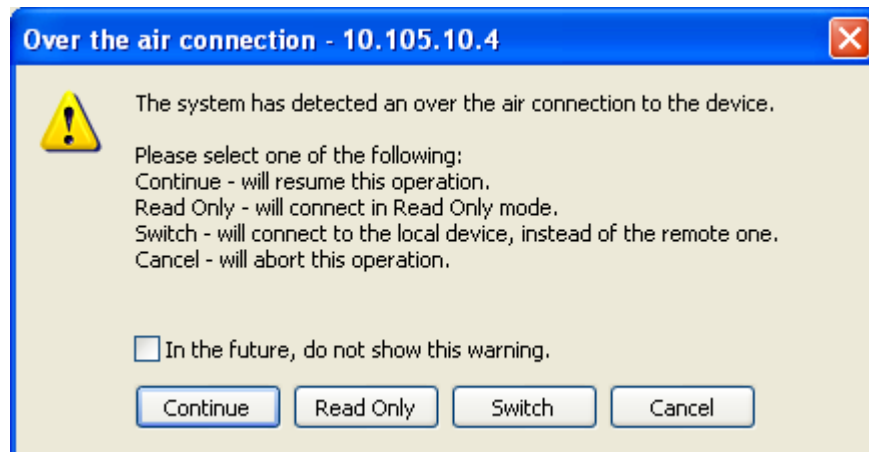 Over the air connection - 10.105.10.4
The system has detected an over the air connection to the device.
Please select one of the following:
Continue - will resume this operation.
Read Only - will connect in Read Only mode.
Switch - will connect to the local device, instead of the remote one.
Cancel - will abort this operation.
In the future, do not show this warning.
Continue Read Only Switch Cancel